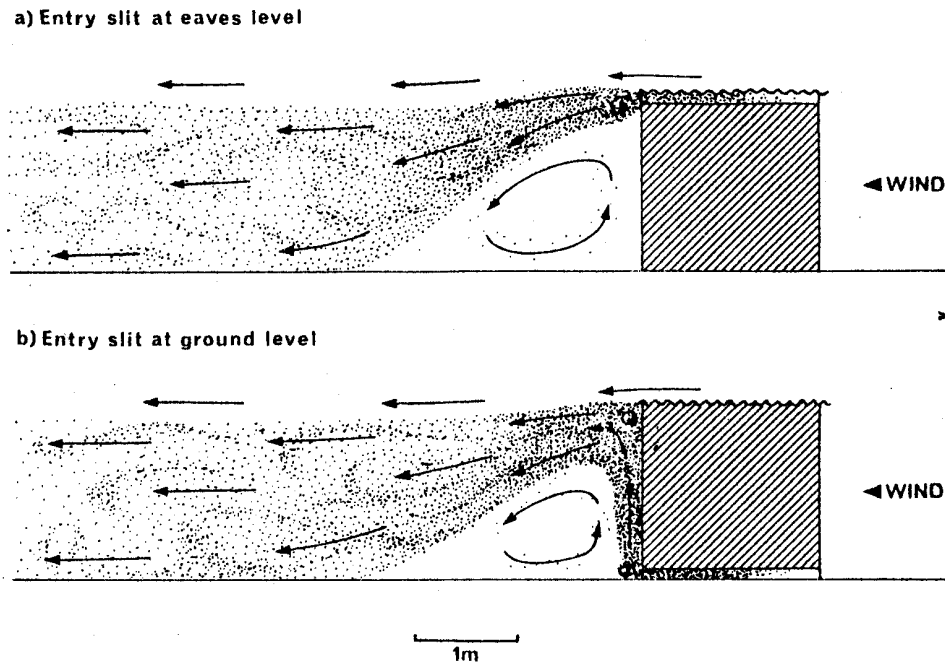 a) Entry slit at eaves level
WIND
b) Entry slit at ground level
WIND
1m